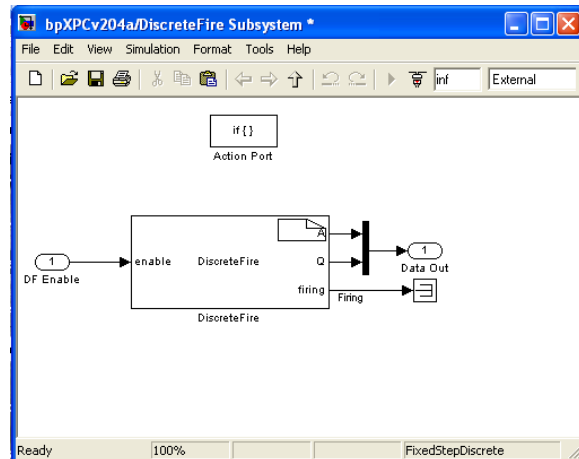 bpXPCv204a/DiscreteFire Subsystem *
File Edit View Simulation Format Tools Help
inf External
if { }
Action Port
A
1 enable DiscreteFire Q 1
DF Enable Data Out
firing Firing
DiscreteFire
Ready 100% FixedStepDiscrete